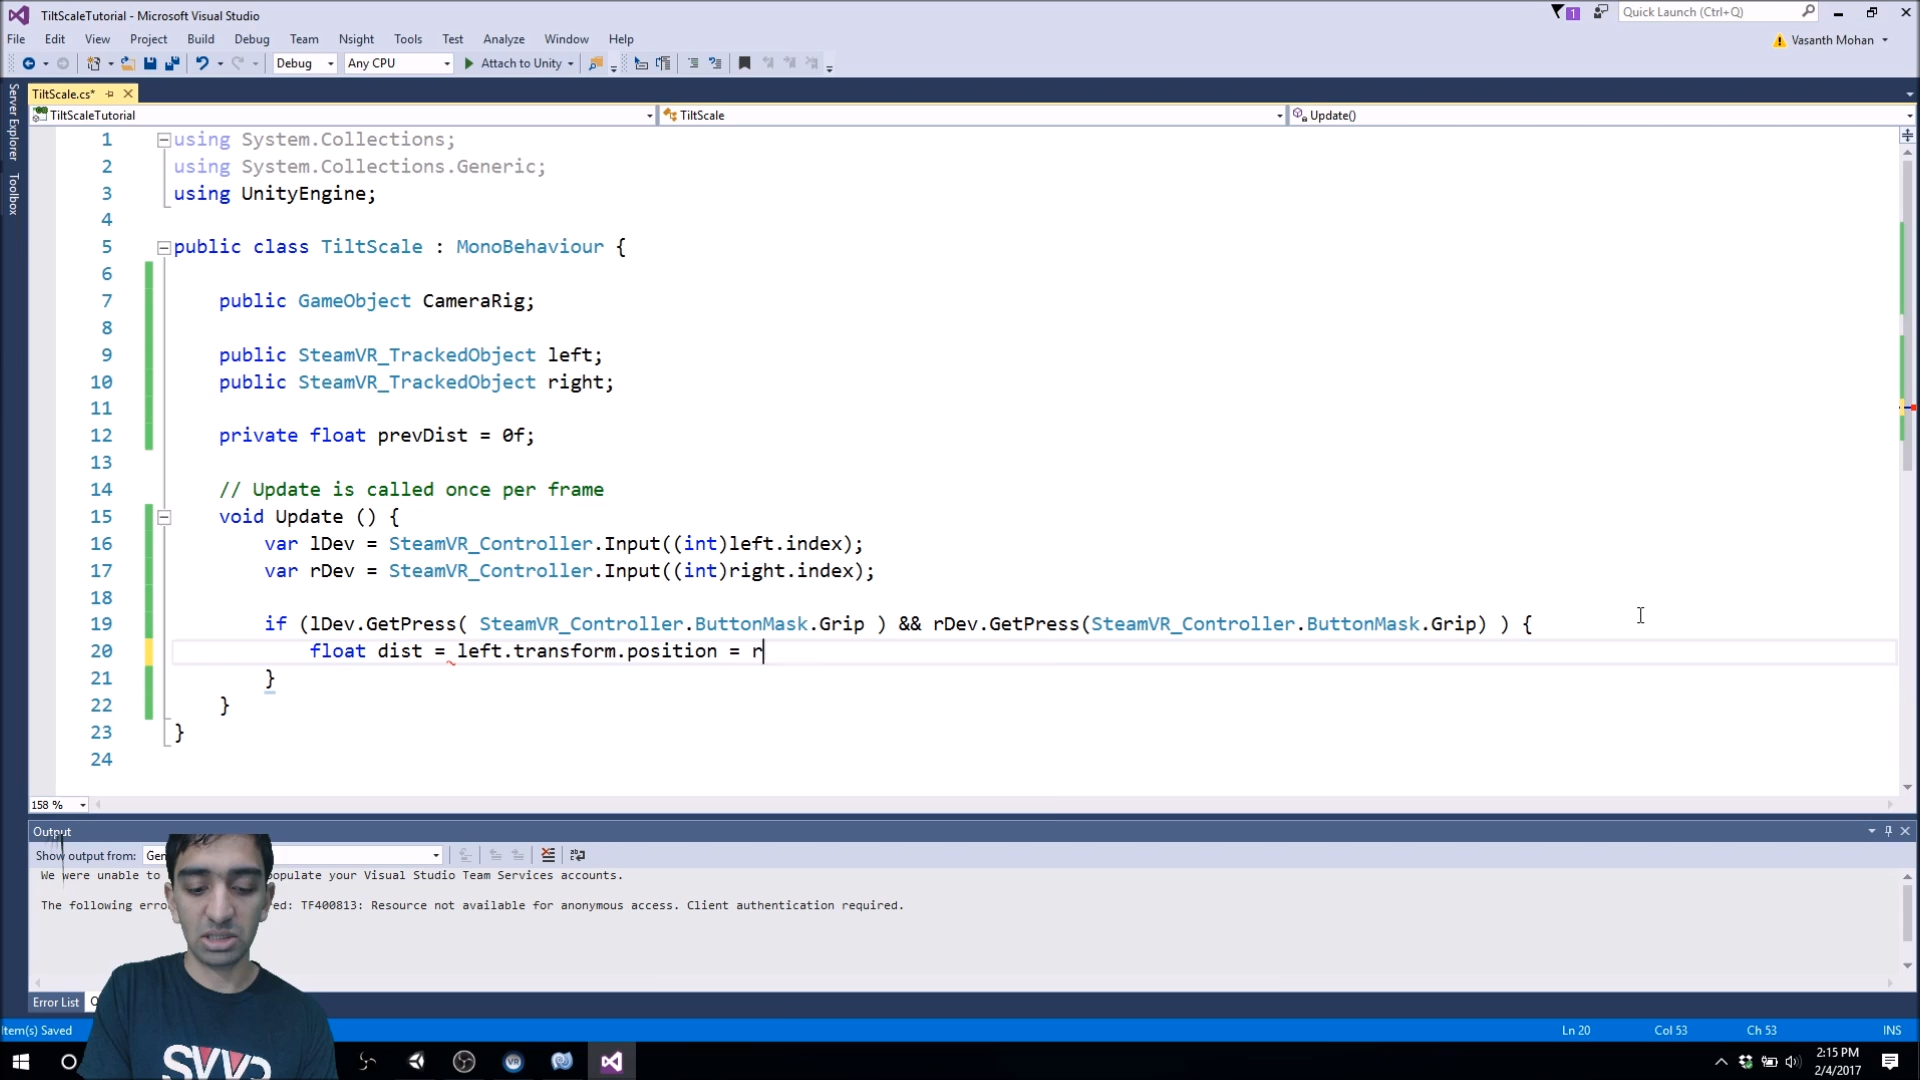 TiltScaleTutorial - Microsoft Visual Studio
1
Quick Launch (Ctrl+Q)
File Edit View Project Build Debug Team Nsight Tools Test Analyze Window Help
Vasanth Mohan
Debug Any CPU Attach to Unity
Server Explorer
Toolbox
TiltScale.cs*
TiltScaleTutorial TiltScale Update()
1 using System.Collections;
2 using System.Collections.Generic;
3 using UnityEngine;
4
5 public class TiltScale : MonoBehaviour {
6
7 public GameObject CameraRig;
8
9 public SteamVR_TrackedObject left;
10 public SteamVR_TrackedObject right;
11
12 private float prevDist = 0f;
13
14 // Update is called once per frame
15 void Update () {
16 var lDev = SteamVR_Controller.Input((int)left.index);
17 var rDev = SteamVR_Controller.Input((int)right.index);
18
19 if (lDev.GetPress( SteamVR_Controller.ButtonMask.Grip ) && rDev.GetPress(SteamVR_Controller.ButtonMask.Grip) ) {
20 float dist = left.transform.position = r
21 }
22 }
23 }
24
158 %
Output
Show output from: Gen
We were unable to opulate your Visual Studio Team Services accounts.
The following erro ed: TF400813: Resource not available for anonymous access. Client authentication required.
Error List O
Item(s) Saved Ln 20 Col 53 Ch 53 INS
SVVR
2:15 PM
2/4/2017